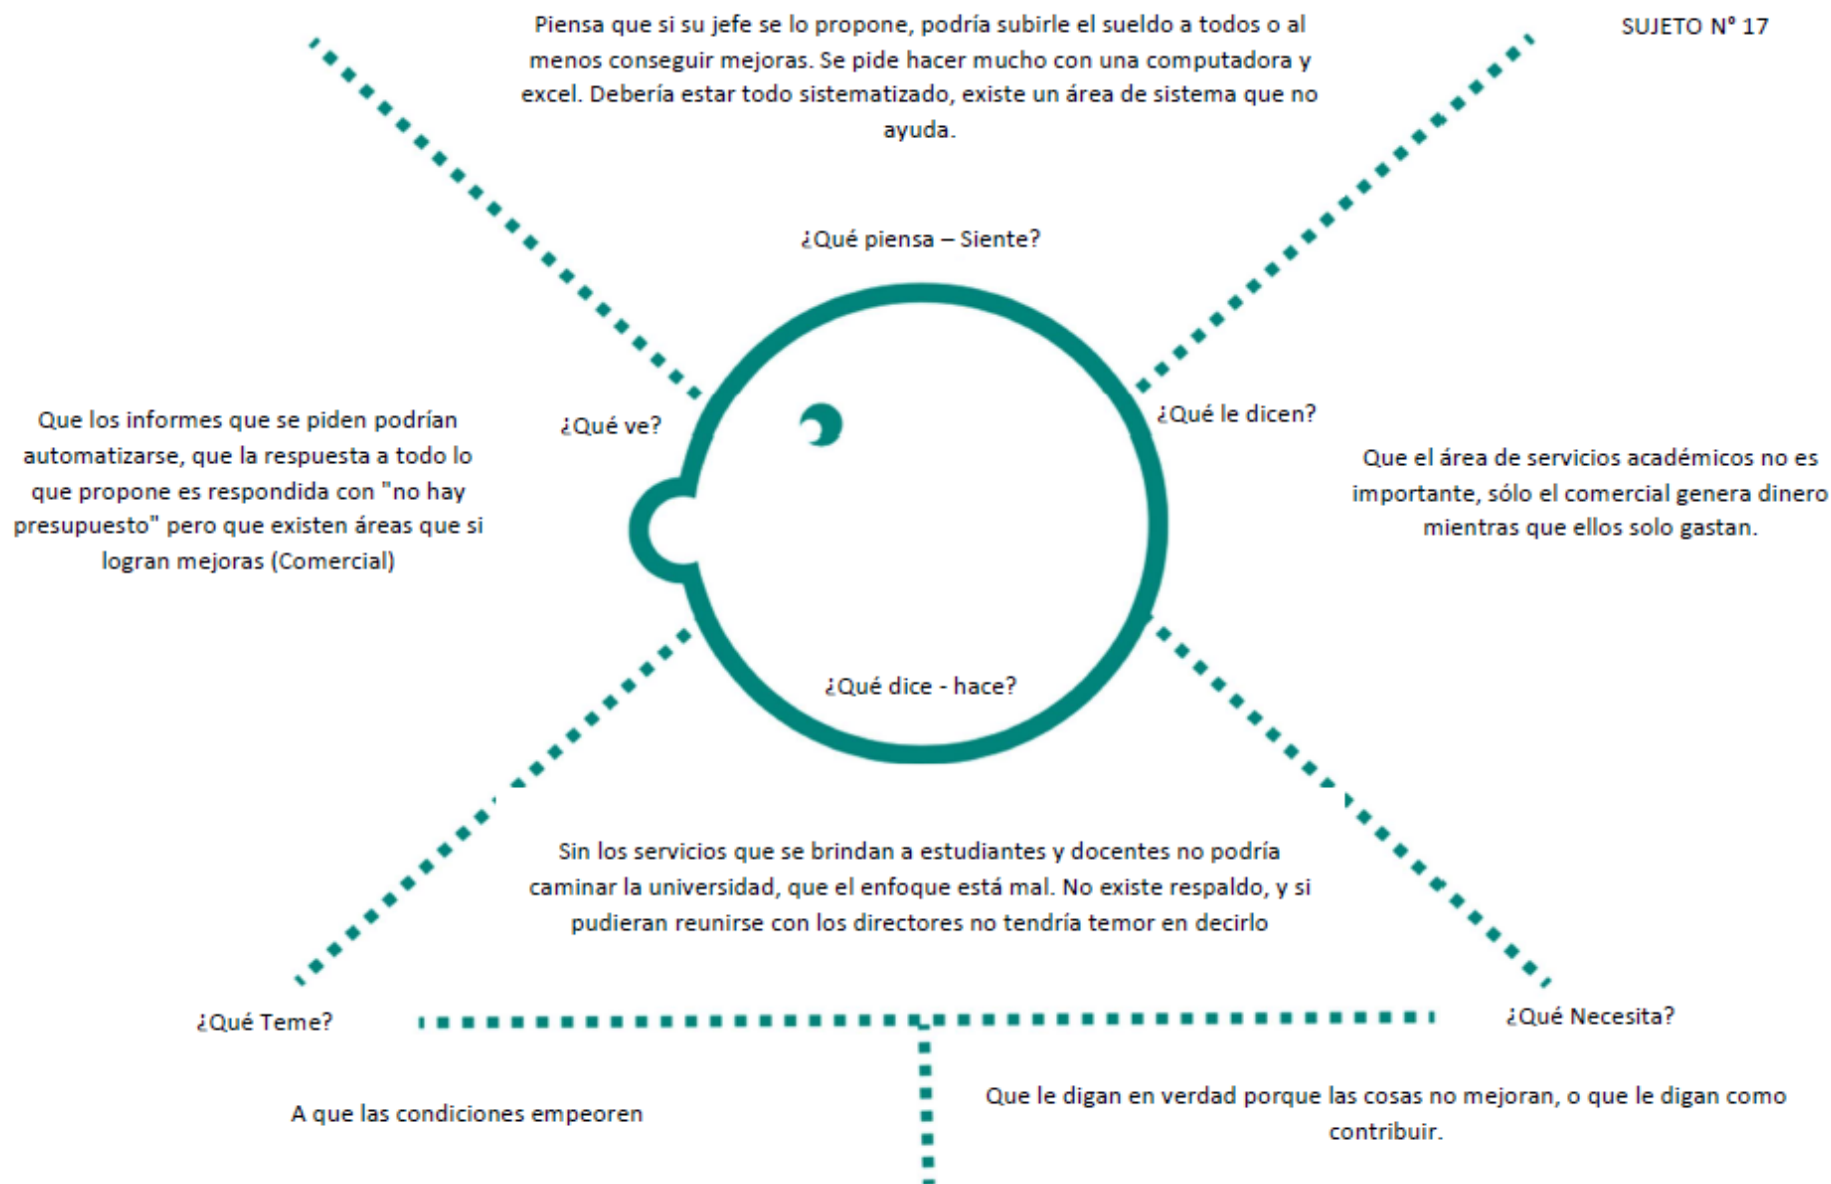 Piensa que si su jefe se lo propone, podría subirle el sueldo a todos o al
menos conseguir mejoras. Se pide hacer mucho con una computadora y
excel. Debería estar todo sistematizado, existe un área de sistema que no
ayuda.
SUJETO N° 17
¿Qué piensa – Siente?
¿Qué ve?
Que los informes que se piden podrían
automatizarse, que la respuesta a todo lo
que propone es respondida con "no hay
presupuesto" pero que existen áreas que si
logran mejoras (Comercial)
¿Qué le dicen?
Que el área de servicios académicos no es
importante, sólo el comercial genera dinero
mientras que ellos solo gastan.
¿Qué dice - hace?
Sin los servicios que se brindan a estudiantes y docentes no podría
caminar la universidad, que el enfoque está mal. No existe respaldo, y si
pudieran reunirse con los directores no tendría temor en decirlo
¿Qué Teme?
A que las condiciones empeoren
¿Qué Necesita?
Que le digan en verdad porque las cosas no mejoran, o que le digan como
contribuir.